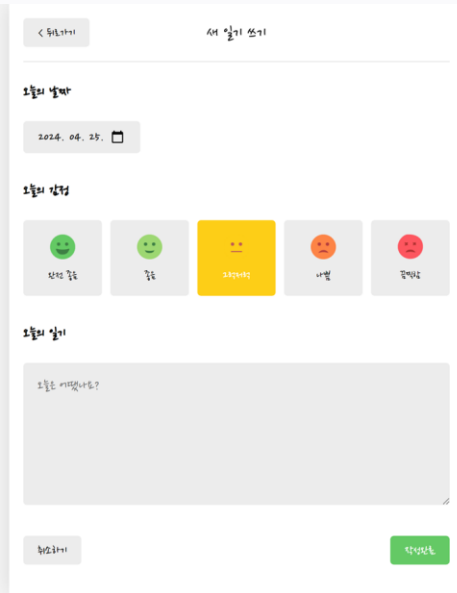 < 뒤로가기
새 일기 쓰기
오늘의 날짜
2024. 04. 25.
오늘의 감정
완전 좋음
좋음
그럭저럭
나쁨
끔찍함
오늘의 일기
오늘은 어땠나요?
취소하기
작성완료